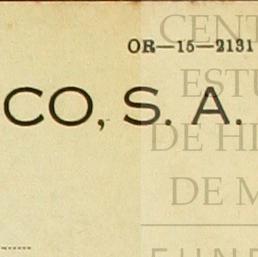 OR—15—2131
CO, S. A.
CENT
ESTU
DE HI
DE M
FUND